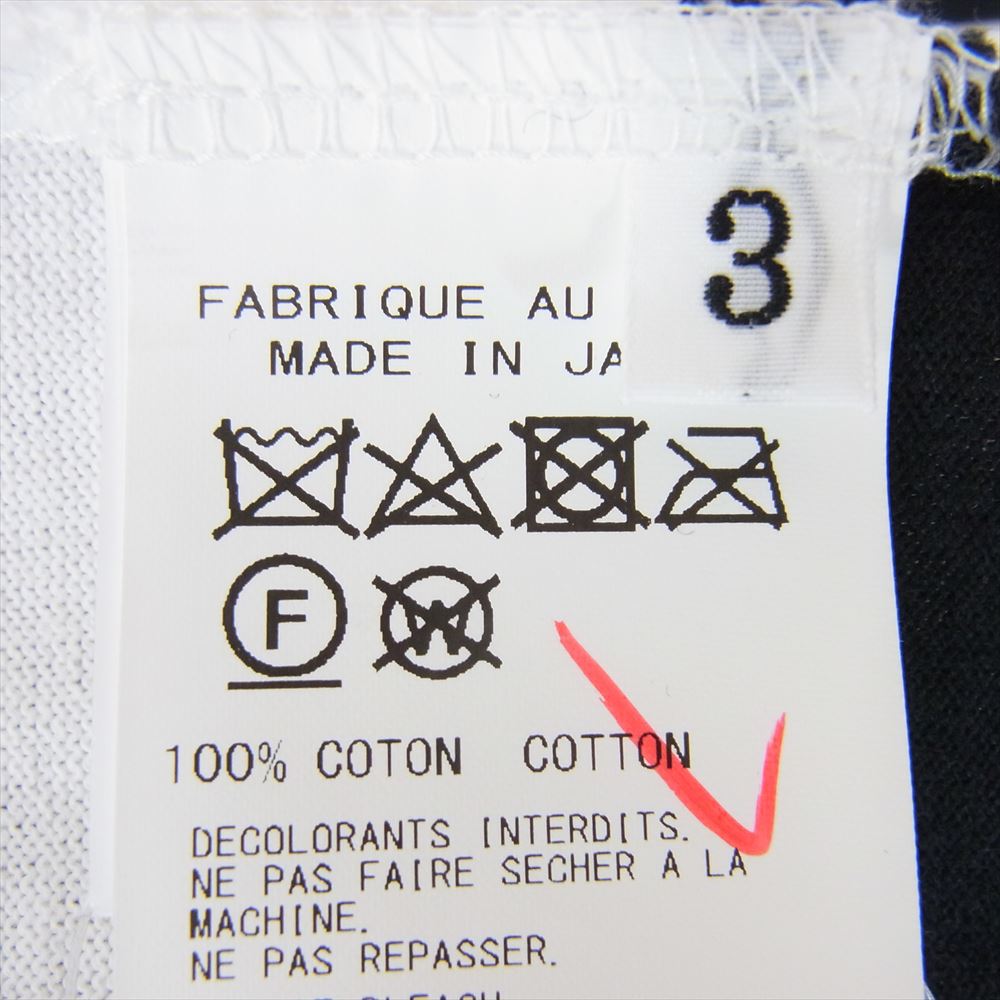 3
FABRIQUE AU
MADE IN JA
F
W
100% COTON COTTON
DECOLORANTS INTERDITS.
NE PAS FAIRE SECHER A LA
MACHINE.
NE PAS REPASSER.
BLEACH